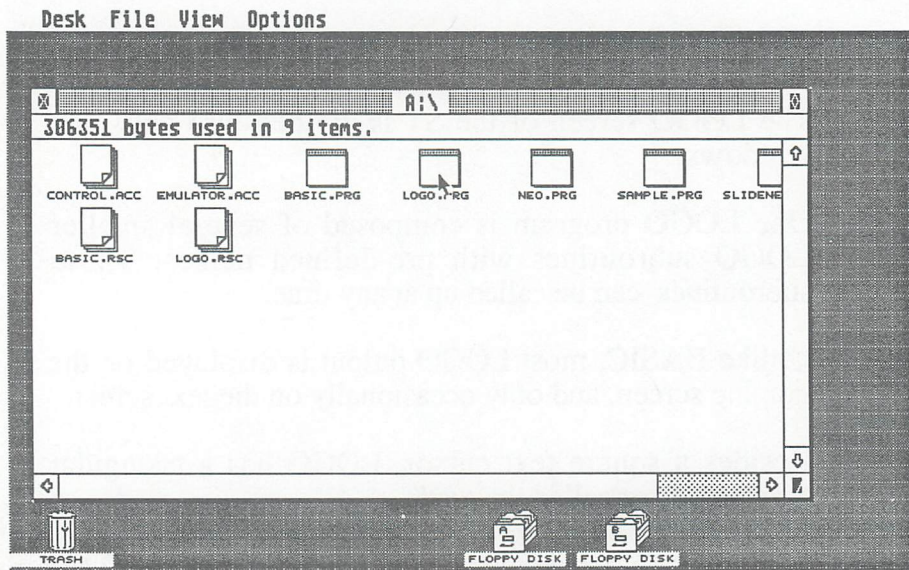 Desk File View Options
A:\
306351 bytes used in 9 items.
CONTROL.ACC EMULATOR.ACC BASIC.PRG LOGO.PRG NEO.PRG SAMPLE.PRG SLIDENE
BASIC.RSC LOGO.RSC
A B
TRASH FLOPPY DISK FLOPPY DISK